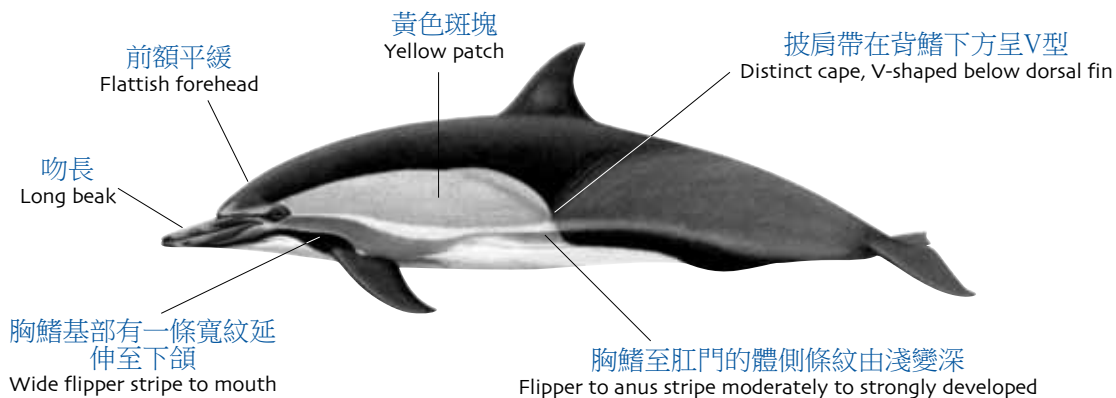 黃色斑塊
Yellow patch
披肩帶在背鰭下方呈V型
Distinct cape, V-shaped below dorsal fin
前額平緩
Flattish forehead
吻長
Long beak
胸鰭基部有一條寬紋延
伸至下頜
Wide flipper stripe to mouth
胸鰭至肛門的體側條紋由淺變深
Flipper to anus stripe moderately to strongly developed